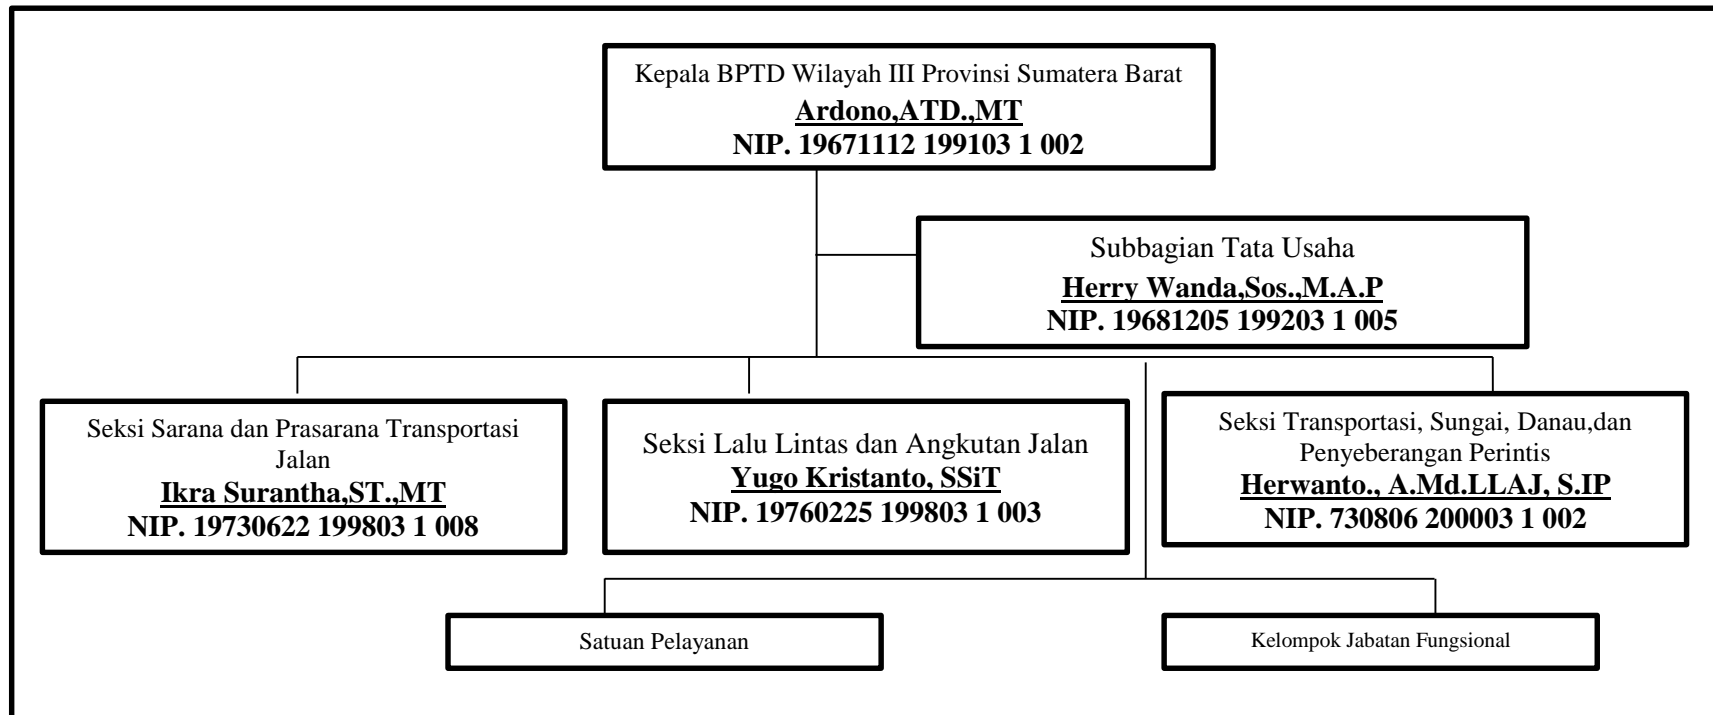 Kepala BPTD Wilayah III Provinsi Sumatera Barat
Ardono,ATD.,MT
NIP. 19671112 199103 1 002
Subbagian Tata Usaha
Herry Wanda,Sos.,M.A.P
NIP. 19681205 199203 1 005
Seksi Sarana dan Prasarana Transportasi
Jalan
Ikra Surantha,ST.,MT
NIP. 19730622 199803 1 008
Seksi Lalu Lintas dan Angkutan Jalan
Yugo Kristanto, SSiT
NIP. 19760225 199803 1 003
Seksi Transportasi, Sungai, Danau,dan
Penyeberangan Perintis
Herwanto., A.Md.LLAJ, S.IP
NIP. 730806 200003 1 002
Satuan Pelayanan
Kelompok Jabatan Fungsional